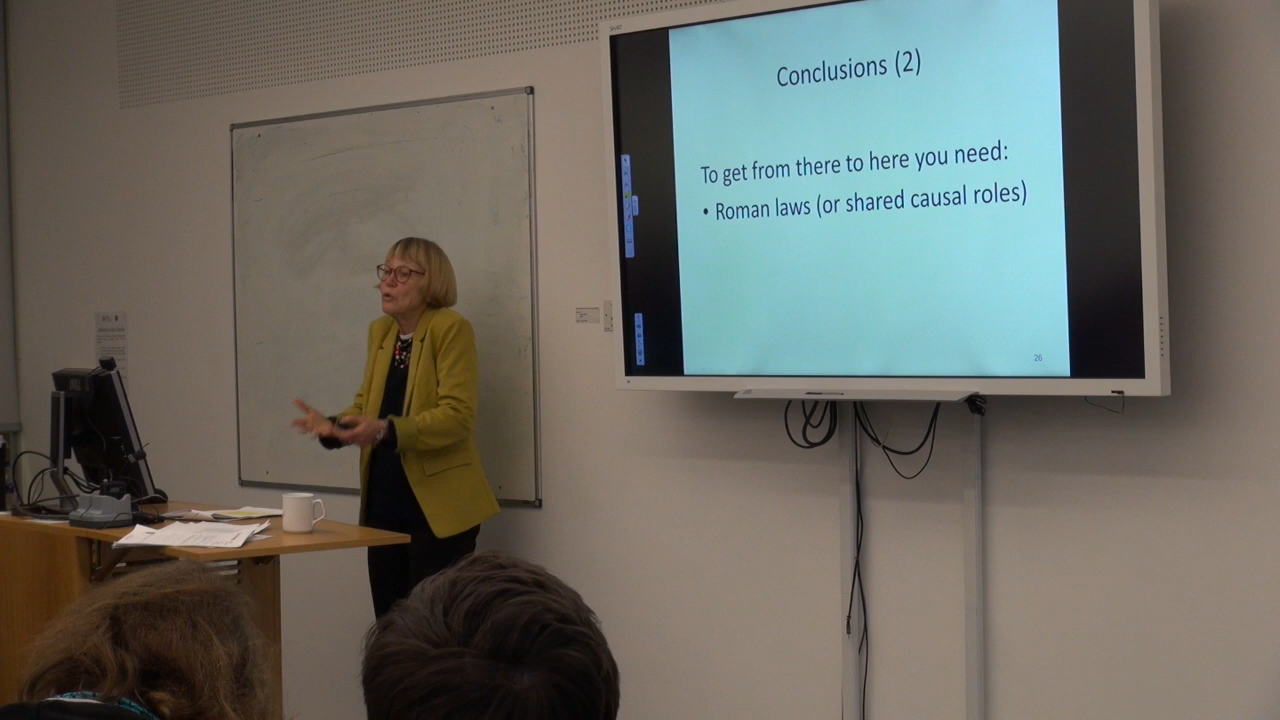 Conclusions (2)
To get from there to here you need:
• Roman laws (or shared causal roles)
26